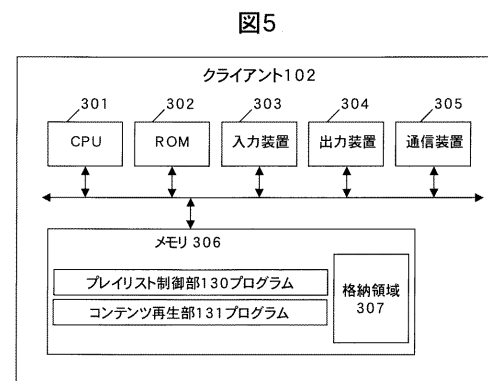 図5
クライアント102
301 302 303 304 305
CPU ROM 入力装置 出力装置 通信装置
メモリ 306
プレイリスト制御部130プログラム
コンテンツ再生部131プログラム
格納領域
307